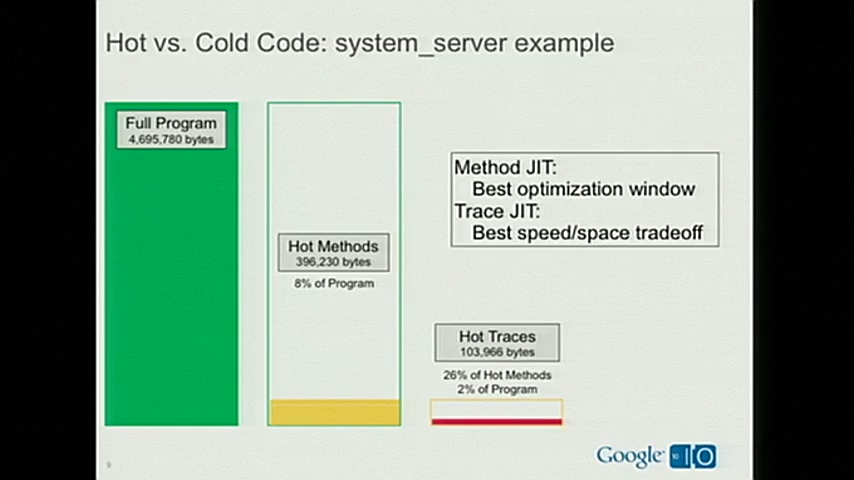 Hot vs. Cold Code: system_server example
Full Program
4,695,780 bytes
Hot Methods
396,230 bytes
8% of Program
Method JIT:
Best optimization window
Trace JIT:
Best speed/space tradeoff
Hot Traces
103,966 bytes
26% of Hot Methods
2% of Program
9
Google 10 IO